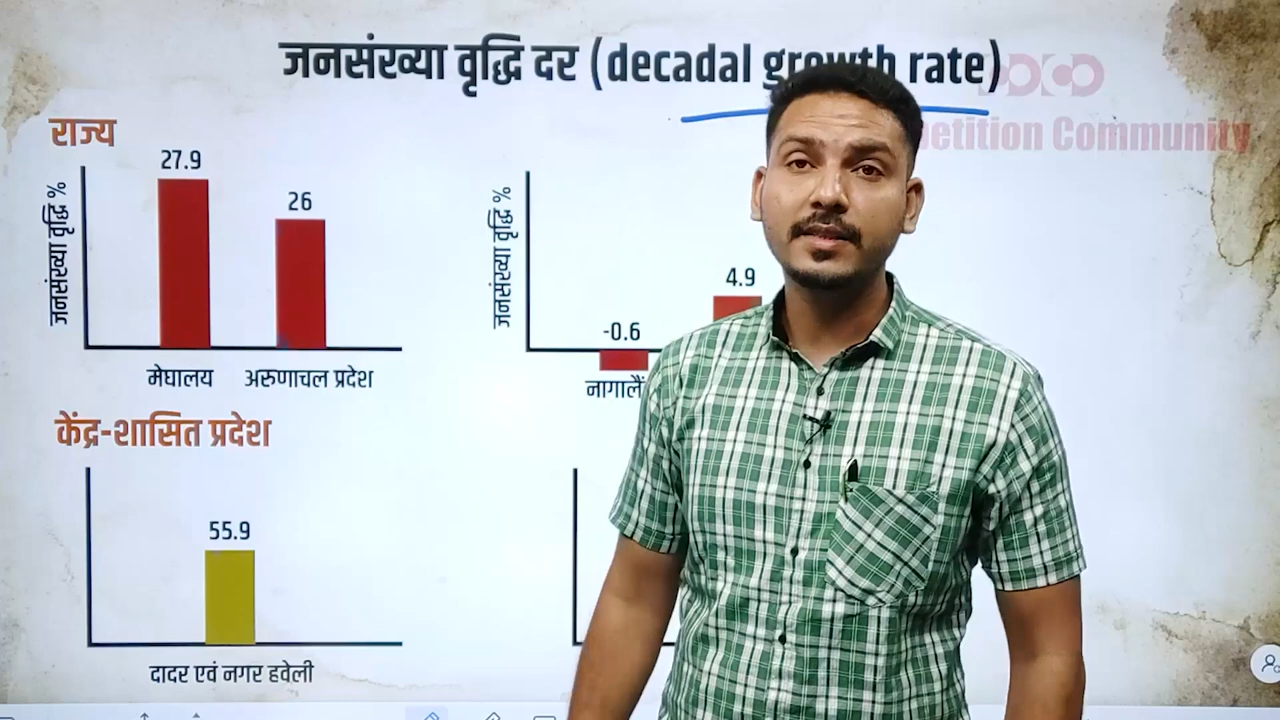 जनसंख्या वृद्धि दर (decadal growth rate)
Community
राज्य
जनसंख्या वृद्धि %
27.9
26
मेघालय
अरुणाचल प्रदेश
जनसंख्या वृद्धि %
-0.6
4.9
केंद्र-शासित प्रदेश
55.9
दादर एवं नगर हवेली